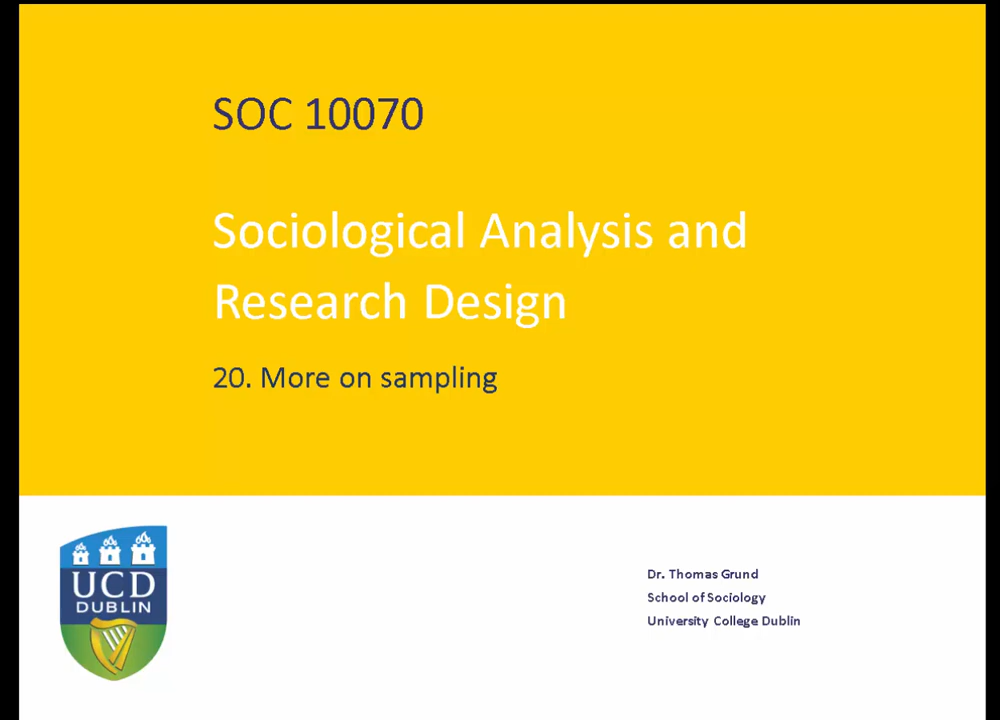 SOC 10070
Sociological Analysis and
Research Design
20. More on sampling
UCD
DUBLIN
Dr. Thomas Grund
School of Sociology
University College Dublin